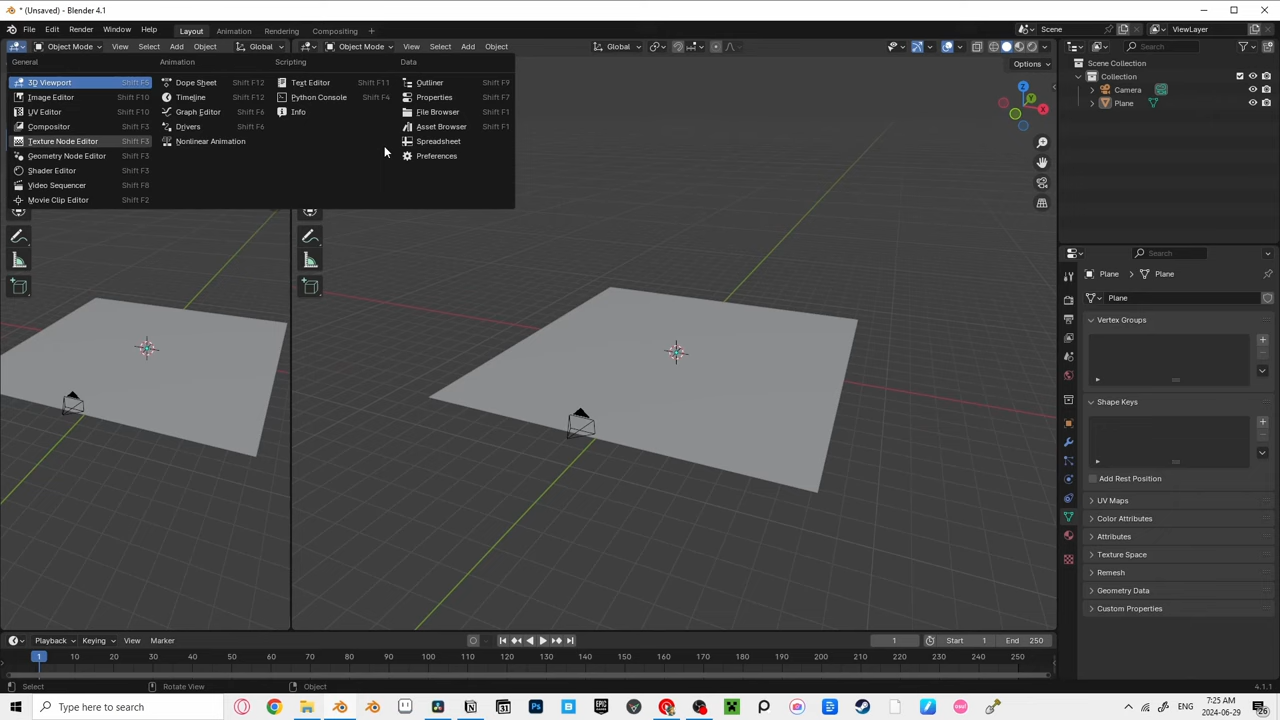 * (Unsaved) - Blender 4.1
File Edit Render Window Help Layout Animation Rendering Compositing + Scene ViewLayer
Object Mode View Select Add Object Global
Object Mode View Select Add Object Global Search
General Animation Scripting Data Options Scene Collection
3D Viewport Shift F5 Dope Sheet Shift F12 Text Editor Shift F11 Outliner Shift F9 Collection
Image Editor Shift F10 Timeline Shift F12 Python Console Shift F4 Properties Shift F7 Camera
UV Editor Shift F10 Graph Editor Shift F6 Info File Browser Shift F1 Plane
Compositor Shift F3 Drivers Shift F6 Asset Browser Shift F1
Texture Node Editor Shift F3 Nonlinear Animation Spreadsheet
Geometry Node Editor Shift F3 Preferences
Shader Editor Shift F3
Video Sequencer Shift F8
Movie Clip Editor Shift F2
Z
Y
X
Search
Plane Plane
Plane
Vertex Groups
Shape Keys
Add Rest Position
UV Maps
Color Attributes
Attributes
Texture Space
Remesh
Geometry Data
Custom Properties
Playback Keying View Marker 1 Start 1 End 250
1 10 20 30 40 50 60 70 80 90 100 110 120 130 140 150 160 170 180 190 200 210 220 230 240 250
Select Rotate View Object 4.1.1
Type here to search
ENG
7:25 AM
2024-06-29